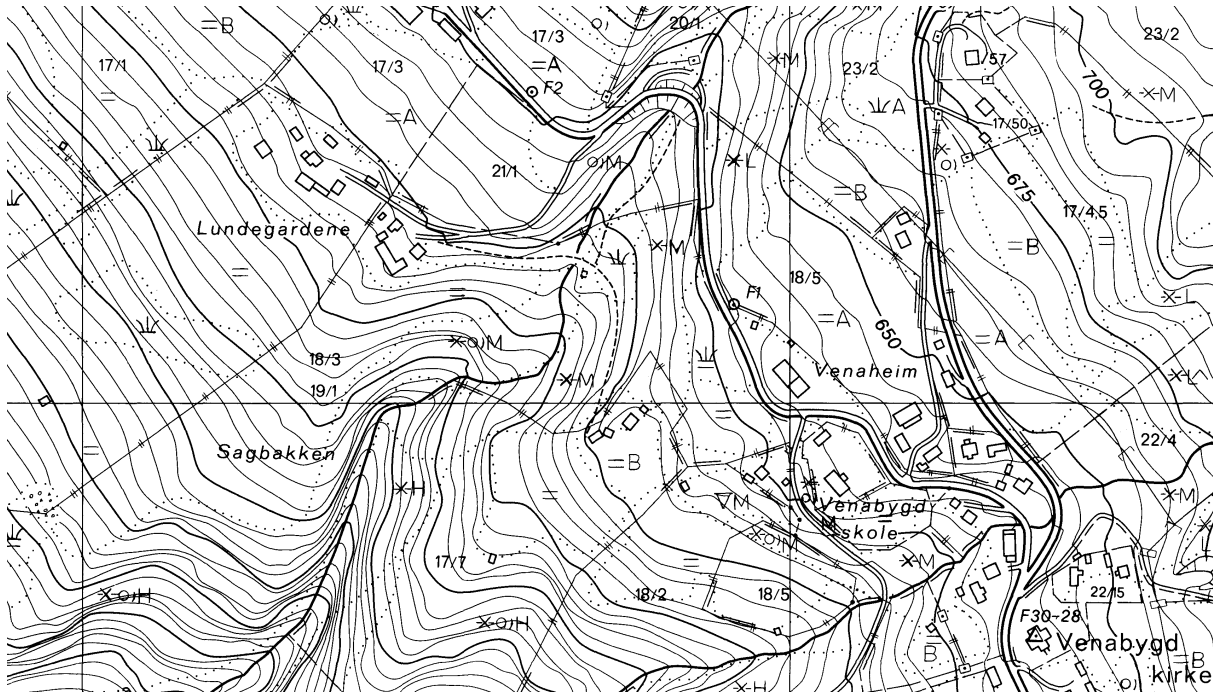 B
17/1
17/3
A
17/3
A
F2
20/1
M
23/2
A
1/57
700
23/2
M
17/50
21/1
M
L
B
675
17/4,5
Lundegardene
M
B
F1
18/5
A
650
A
L
18/3
19/1
M
M
Venaheim
L
Sagbakken
H
B
22/4
M
Venabygd
skole
M
M
M
M
17/7
18/2
18/5
22/15
H
H
F30-28
Venabygd
kirke
B
B
H
M